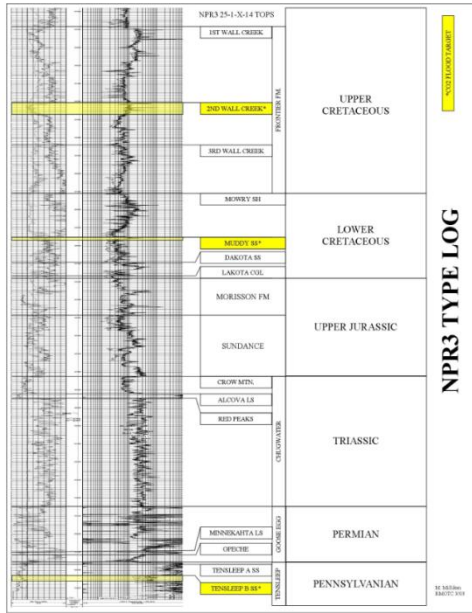 NPR3 25-1-X-14 TOPS
1ST WALL CREEK
2ND WALL CREEK*
3RD WALL CREEK
FRONTIER FM.
MOWRY SH
MUDDY SS*
DAKOTA SS
LAKOTA CGL
MORISSON FM
SUNDANCE
CROW MTN.
ALCOVA LS
RED PEAKS
CHUGWATER
MINNEKAHTA LS
OPECHE
GOOSE EGG
TENSLEEP A SS
TENSLEEP B SS*
TENSLEEP
UPPER
CRETACEOUS
LOWER
CRETACEOUS
UPPER JURASSIC
TRIASSIC
PERMIAN
PENNSYLVANIAN
*CO2 FLOOD TARGET
NPR3 TYPE LOG